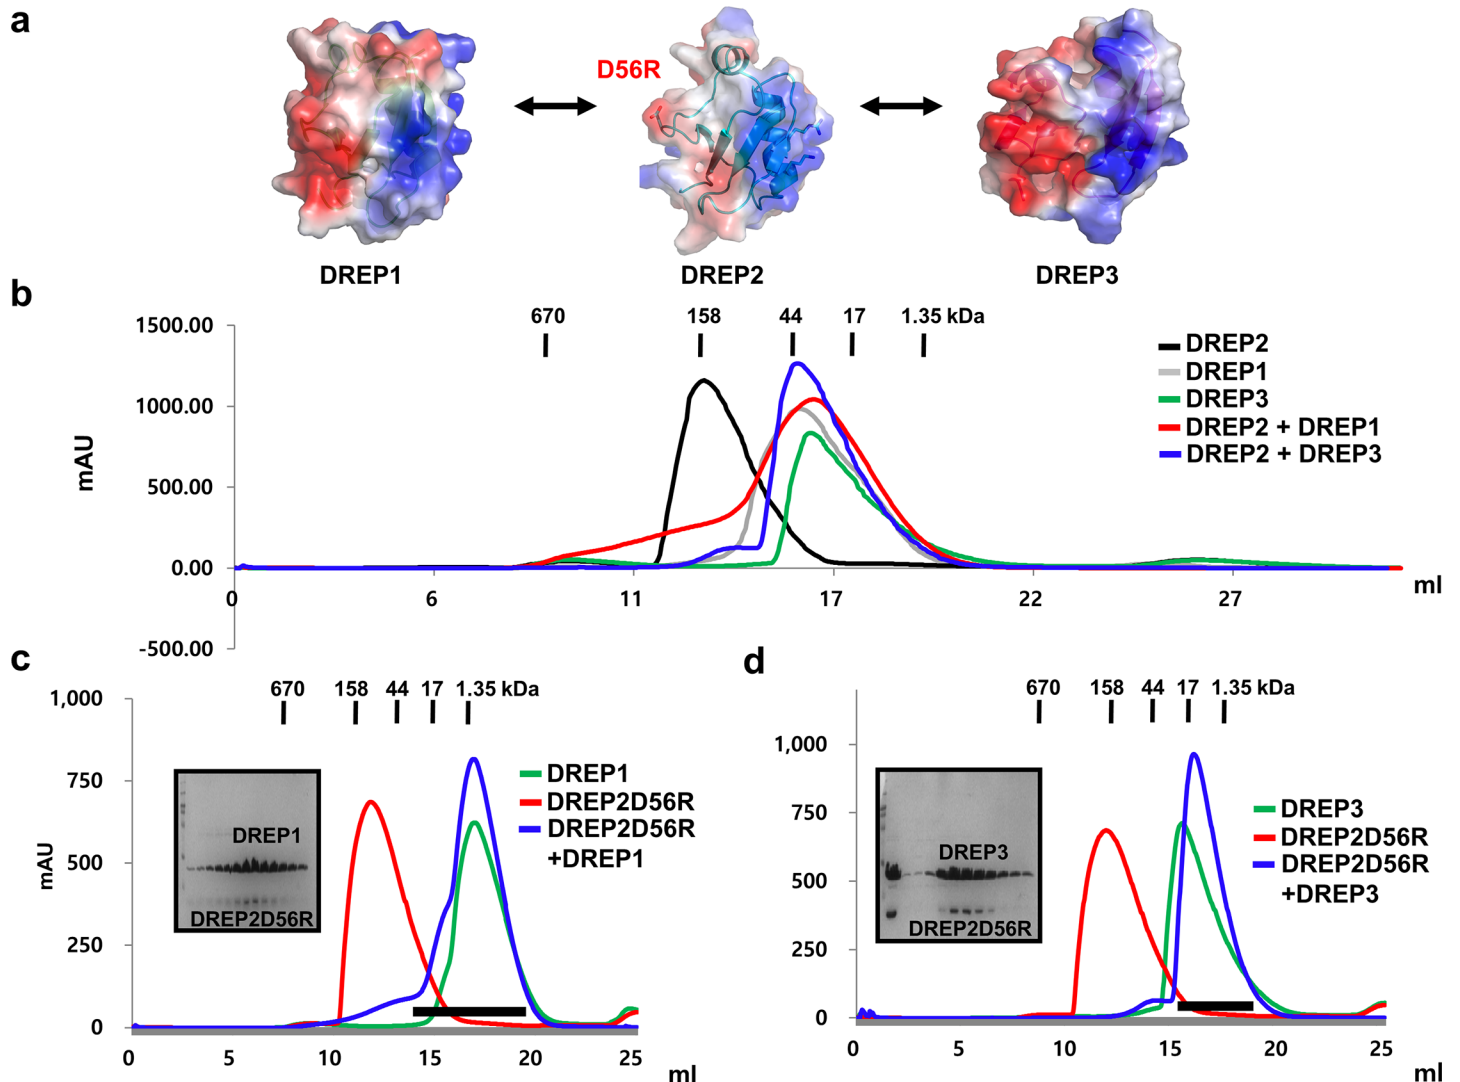 a
D56R
DREP1
DREP2
DREP3
b
670
158
44
17
1.35 kDa
1500.00
1000.00
500.00
0.00
-500.00
mAU
0
6
11
17
22
27
ml
DREP2
DREP1
DREP3
DREP2 + DREP1
DREP2 + DREP3
c
670
158
44
17
1.35 kDa
1,000
750
500
250
0
mAU
DREP1
DREP2D56R
DREP1
DREP2D56R
DREP2D56R
+DREP1
0
5
10
15
20
25
ml
d
670
158
44
17
1.35 kDa
1,000
750
500
250
0
DREP3
DREP2D56R
DREP3
DREP2D56R
DREP2D56R
+DREP3
0
5
10
15
20
25
ml